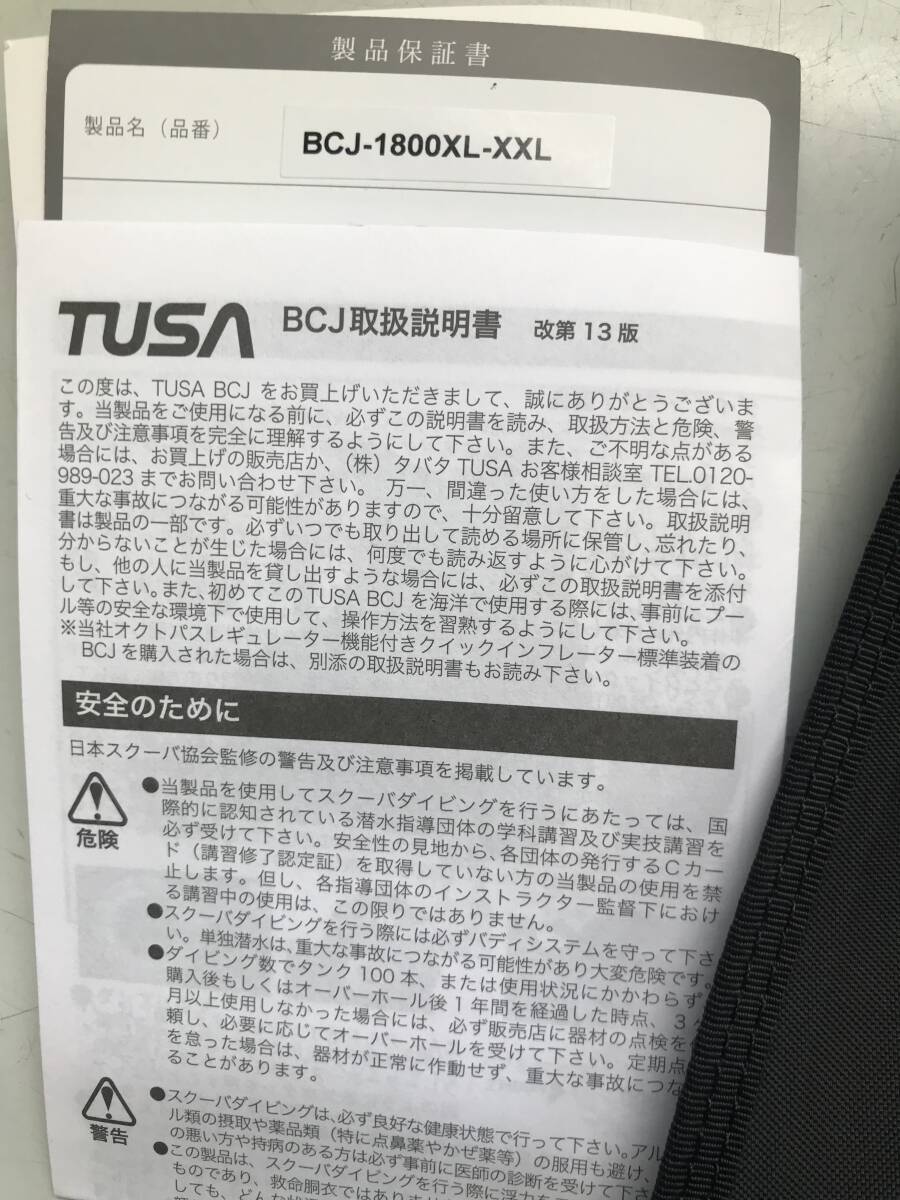 製品保証書
製品名（品番）
BCJ-1800XL-XXL
TUSA BCJ取扱説明書 改第13版
この度は、TUSA BCJ をお買上げいただきまして、誠にありがとうございま
す。当製品をご使用になる前に、必ずこの説明書を読み、取扱方法と危険、警
告及び注意事項を完全に理解するようにして下さい。また、ご不明な点がある
場合には、お買上げの販売店か、（株）タバタ TUSA お客様相談室 TEL.0120-
989-023 までお問い合わせ下さい。 万一、間違った使い方をした場合には、
重大な事故につながる可能性がありますので、十分留意して下さい。取扱説明
書は製品の一部です。必ずいつでも取り出して読める場所に保管し、忘れたり、
分からないことが生じた場合には、何度でも読み返すように心がけて下さい。
もし、他の人に当製品を貸し出すような場合には、必ずこの取扱説明書を添付
して下さい。また、初めてこのTUSA BCJ を海洋で使用する際には、事前にプー
ル等の安全な環境下で使用して、操作方法を習熟するようにして下さい。
※当社オクトパスレギュレーター機能付きクイックインフレーター標準装着の
BCJを購入された場合は、別添の取扱説明書もお読み下さい。
安全のために
日本スクーバ協会監修の警告及び注意事項を掲載しています。
危険
●当製品を使用してスクーバダイビングを行うにあたっては、国
際的に認知されている潜水指導団体の学科講習及び実技講習を
必ず受けて下さい。安全性の見地から、各団体の発行するCカー
ド（講習修了認定証）を取得していない方の当製品の使用を禁
止します。但し、各指導団体のインストラクター監督下におけ
る講習中の使用は、この限りではありません。
●スクーバダイビングを行う際には必ずバディシステムを守って下さ
い。単独潜水は、重大な事故につながる可能性があり大変危険です。
●ダイビング数でタンク100本、または使用状況にかかわらず
購入後もしくはオーバーホール後1年間を経過した時点、3ヶ
月以上使用しなかった場合には、必ず販売店に器材の点検を
頼し、必要に応じてオーバーホールを受けて下さい。定期点
を怠った場合は、器材が正常に作動せず、重大な事故につな
ることがあります。
警告
●スクーバダイビングは、必ず良好な健康状態で行って下さい。アル
ル類の摂取や薬品類（特に点鼻薬やかぜ薬等）の服用も避け、
の悪い方や持病のある方は必ず事前に医師の診断を受けて下さ
●この製品は、スクーバダイビングを行う際に浮力を
ものであり、救命胴衣ではありません
しても、どんな状